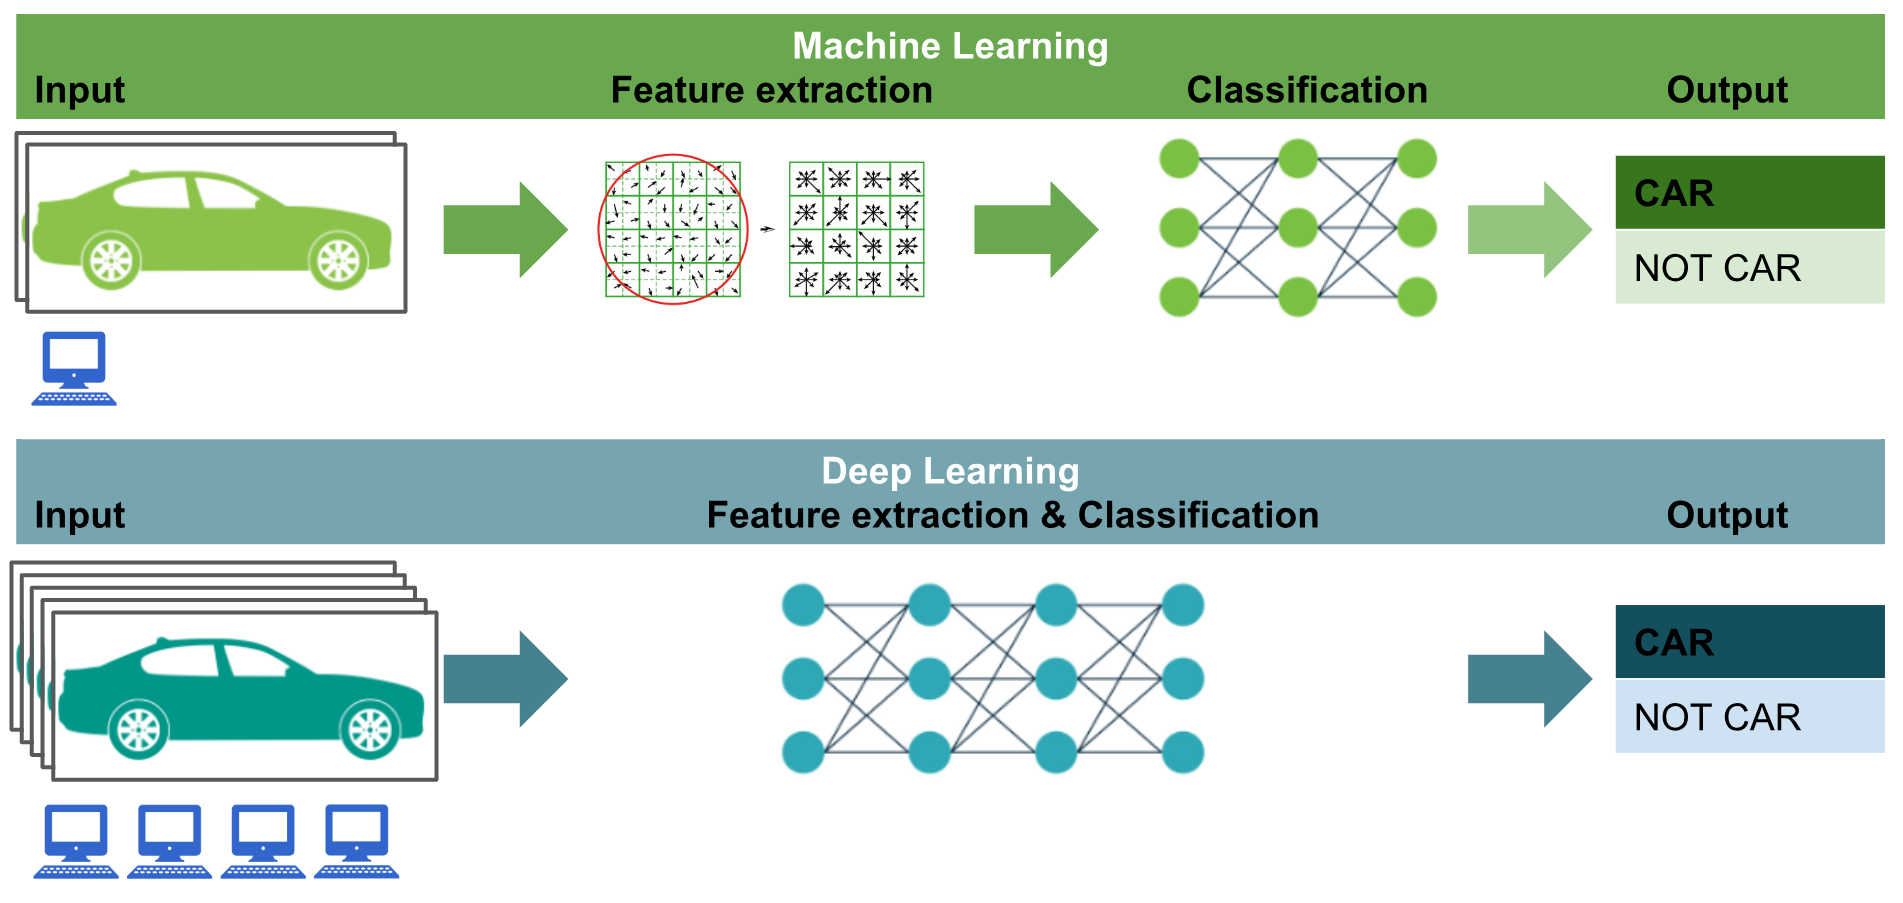 Machine Learning
Input Feature extraction Classification Output
CAR
NOT CAR
Deep Learning
Input Feature extraction & Classification Output
CAR
NOT CAR